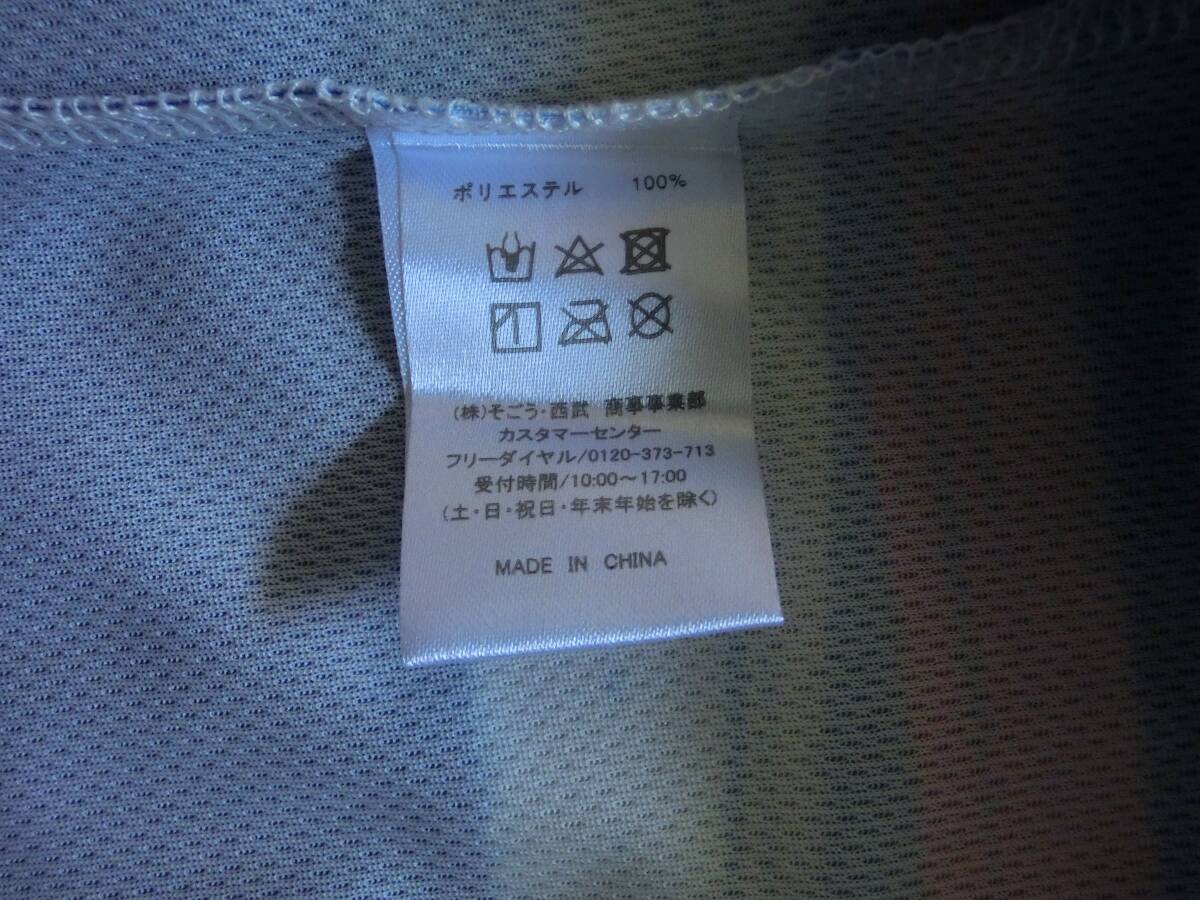 ポリエステル 100%
(株)そごう・西武 商事事業部
カスタマーセンター
フリーダイヤル/0120-373-713
受付時間/10:00～17:00
(土・日・祝日・年末年始を除く)
MADE IN CHINA